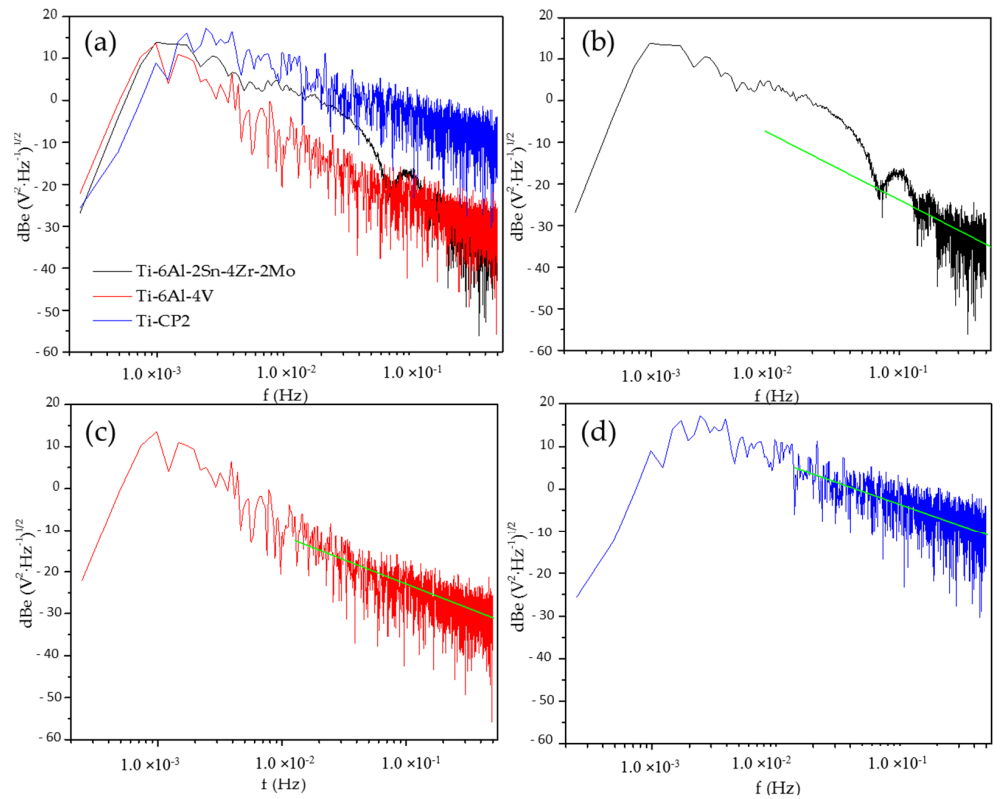 (a)
20
10
0
- 10
- 20
- 30
- 40
- 50
- 60
dBe (V²·Hz⁻¹)¹/²
Ti-6Al-2Sn-4Zr-2Mo
Ti-6Al-4V
Ti-CP2
1.0 ×10⁻³ 1.0 ×10⁻² 1.0 ×10⁻¹
f (Hz)
(b)
20
10
0
- 10
- 20
- 30
- 40
- 50
- 60
dBe (V²·Hz⁻¹)¹/²
1.0 ×10⁻³ 1.0 ×10⁻² 1.0 ×10⁻¹
f (Hz)
(c)
20
10
0
- 10
- 20
- 30
- 40
- 50
- 60
dBe (V²·Hz⁻¹)¹/²
1.0 ×10⁻³ 1.0 ×10⁻² 1.0 ×10⁻¹
f (Hz)
(d)
20
10
0
- 10
- 20
- 30
- 40
- 50
- 60
dBe (V²·Hz⁻¹)¹/²
1.0 ×10⁻³ 1.0 ×10⁻² 1.0 ×10⁻¹
f (Hz)